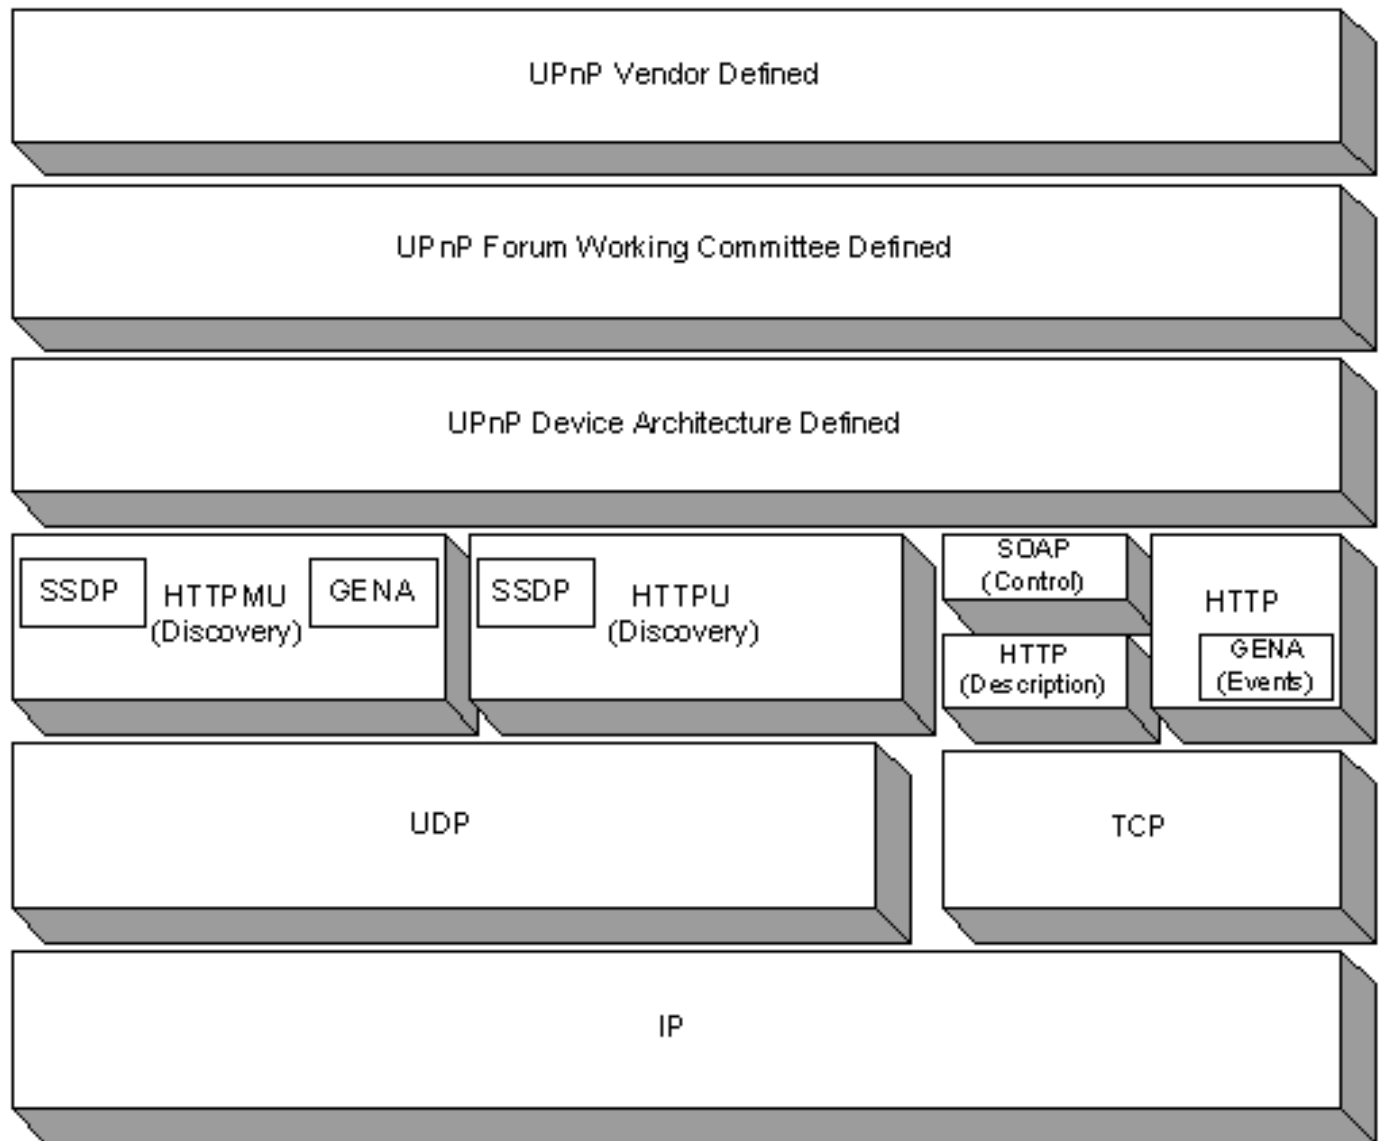 UPnP Vendor Defined
UPnP Forum Working Committee Defined
UPnP Device Architecture Defined
SSDP
HTTPMU
(Discovery)
GENA
SSDP
HTTPU
(Discovery)
SOAP
(Control)
HTTP
(Description)
HTTP
GENA
(Events)
UDP
TCP
IP